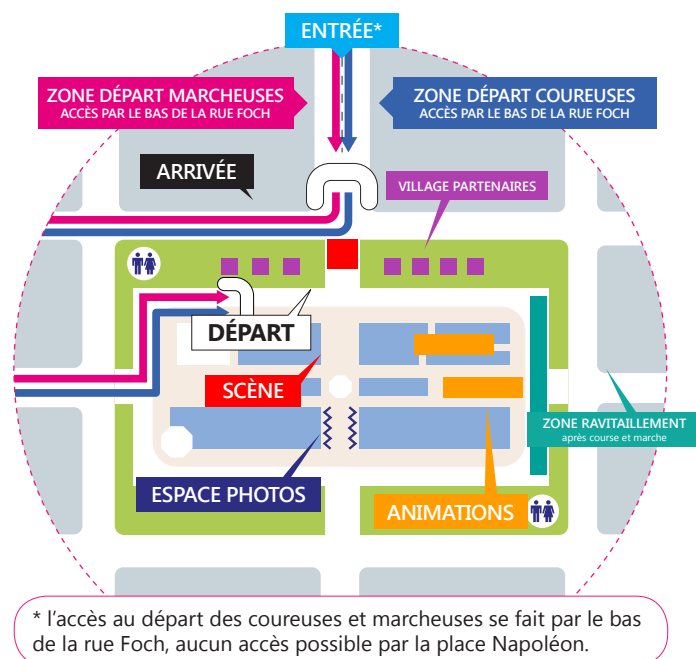 ENTRÉE*
ZONE DÉPART MARCHEUSES
ACCÈS PAR LE BAS DE LA RUE FOCH
ZONE DÉPART COUREUSES
ACCÈS PAR LE BAS DE LA RUE FOCH
ARRIVÉE
VILLAGE PARTENAIRES
DÉPART
SCÈNE
ZONE RAVITAILLEMENT
après course et marche
ESPACE PHOTOS
ANIMATIONS
* l'accès au départ des coureuses et marcheuses se fait par le bas
de la rue Foch, aucun accès possible par la place Napoléon.